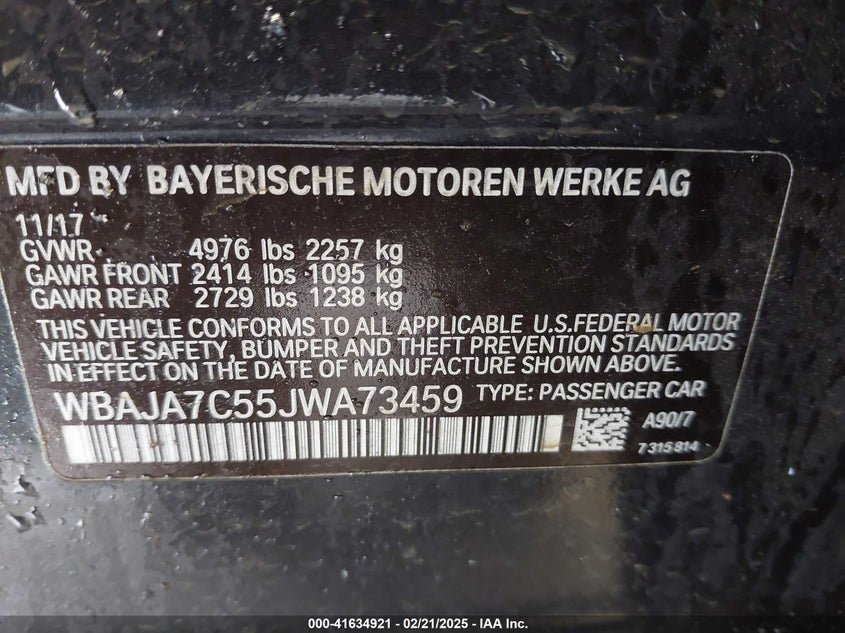 MFD BY BAYERISCHE MOTOREN WERKE AG
11/17
GVWR 4976 lbs 2257 kg
GAWR FRONT 2414 lbs 1095 kg
GAWR REAR 2729 lbs 1238 kg
THIS VEHICLE CONFORMS TO ALL APPLICABLE U.S.FEDERAL MOTOR
VEHICLE SAFETY, BUMPER AND THEFT PREVENTION STANDARDS
IN EFFECT ON THE DATE OF MANUFACTURE SHOWN ABOVE.
WBAJA7C55JWA73459 TYPE: PASSENGER CAR
A90/7
7 315 814
000-41634921 - 02/21/2025 - IAA Inc.